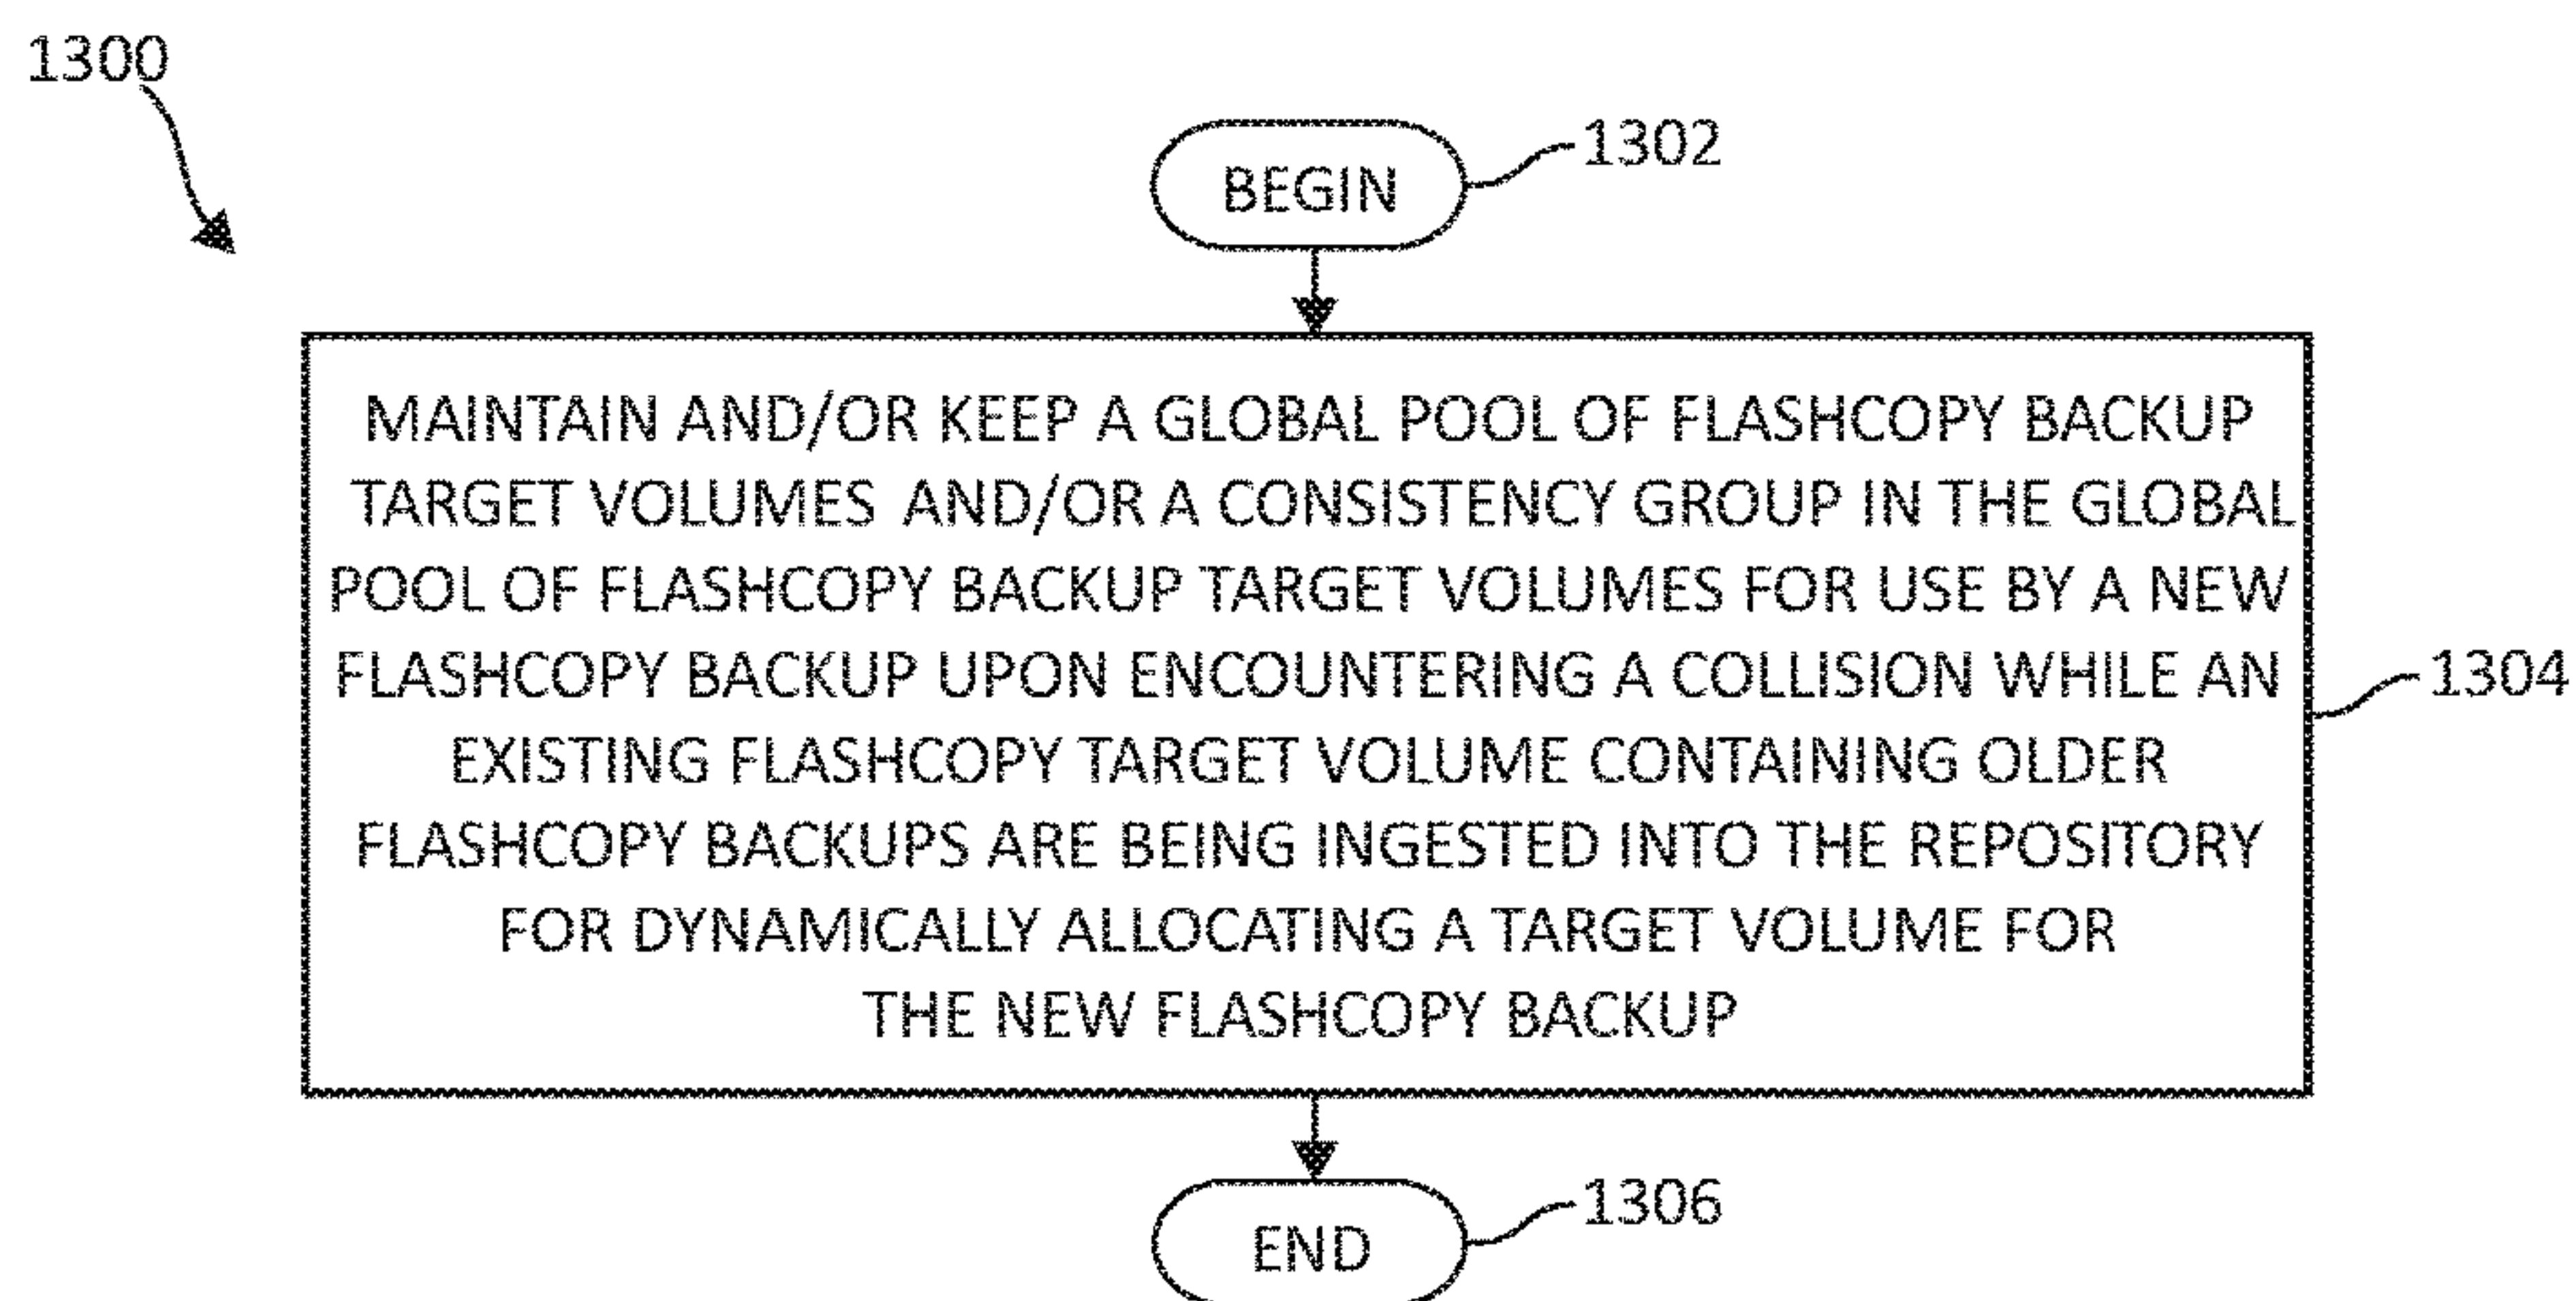 1300
BEGIN
1302
MAINTAIN AND/OR KEEP A GLOBAL POOL OF FLASHCOPY BACKUP
TARGET VOLUMES AND/OR A CONSISTENCY GROUP IN THE GLOBAL
POOL OF FLASHCOPY BACKUP TARGET VOLUMES FOR USE BY A NEW
FLASHCOPY BACKUP UPON ENCOUNTERING A COLLISION WHILE AN
EXISTING FLASHCOPY TARGET VOLUME CONTAINING OLDER
FLASHCOPY BACKUPS ARE BEING INGESTED INTO THE REPOSITORY
FOR DYNAMICALLY ALLOCATING A TARGET VOLUME FOR
THE NEW FLASHCOPY BACKUP
1304
END
1306